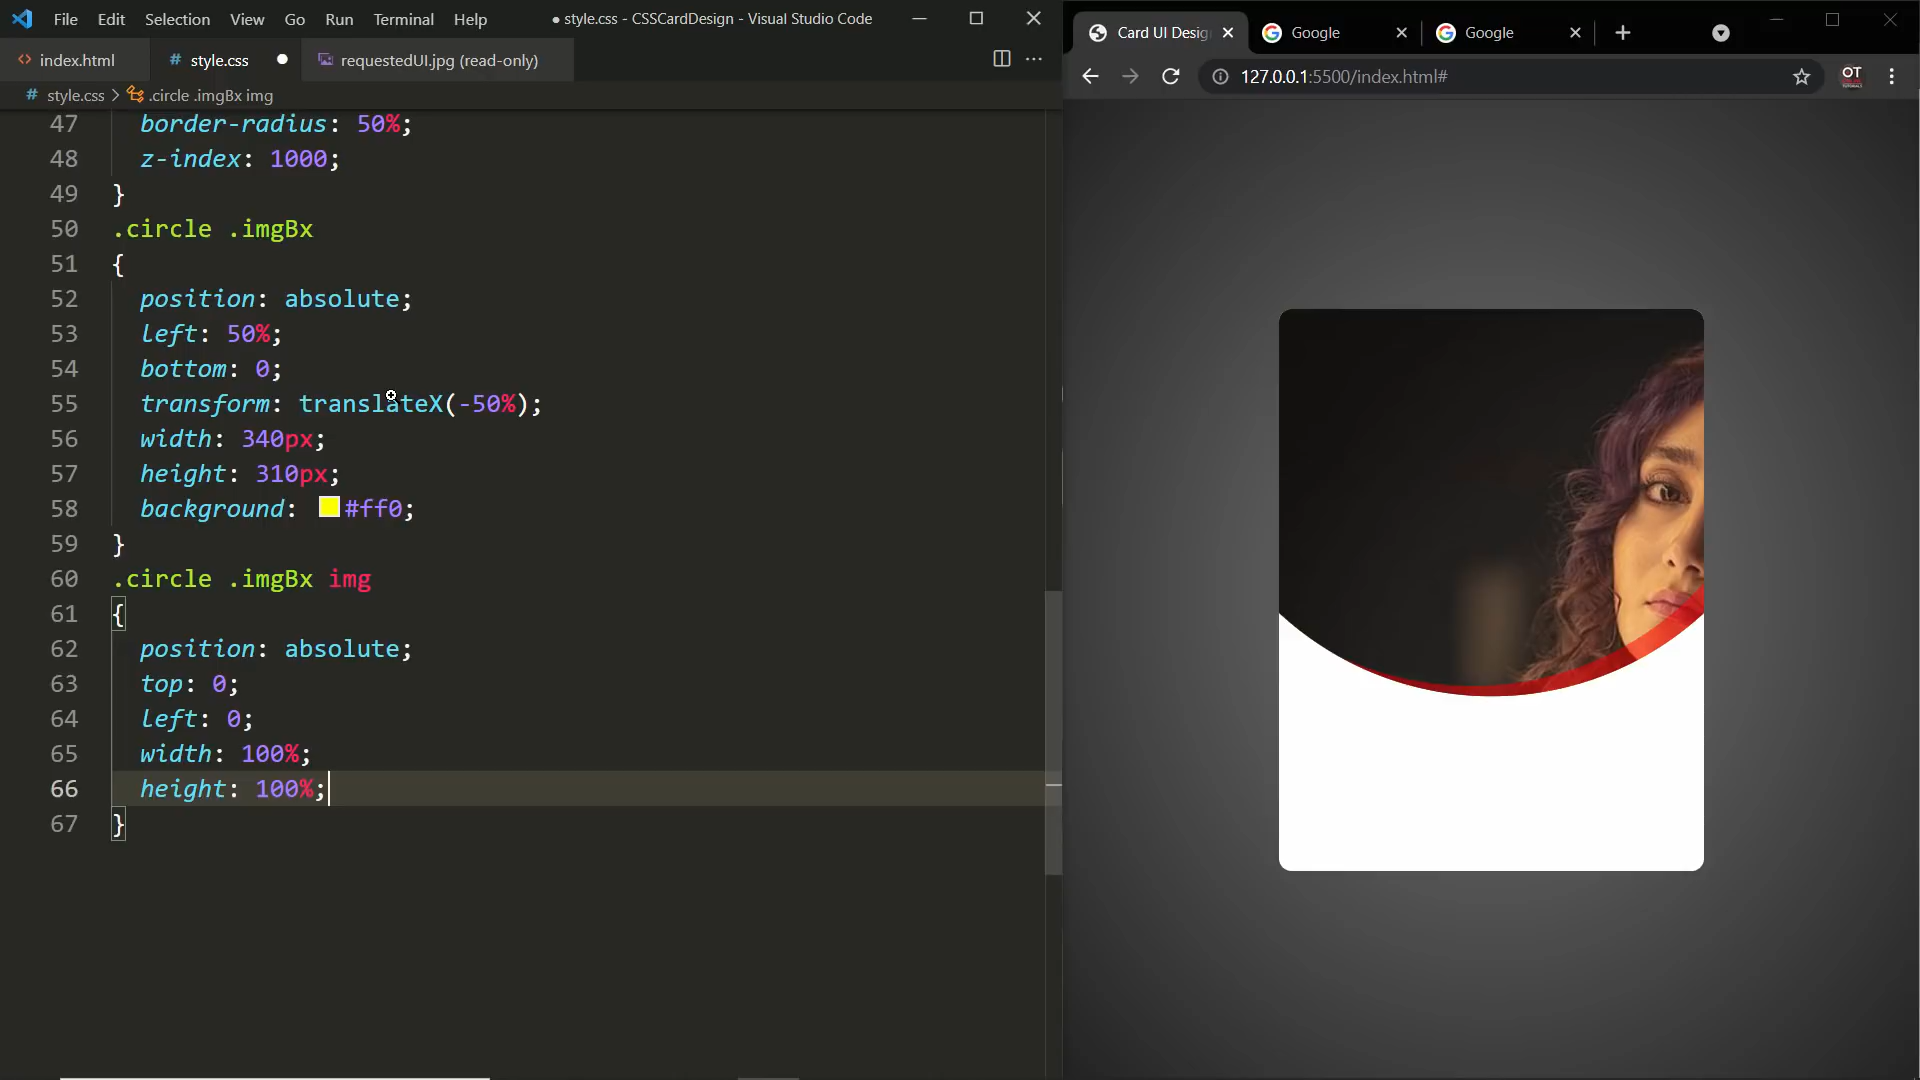 File Edit Selection View Go Run Terminal Help ● style.css - CSSCardDesign - Visual Studio Code
index.html # style.css ● requestedUI.jpg (read-only) ...
# style.css > .circle .imgBx img
47 border-radius: 50%;
48 z-index: 1000;
49 }
50 .circle .imgBx
51 {
52 position: absolute;
53 left: 50%;
54 bottom: 0;
55 transform: translateX(-50%);
56 width: 340px;
57 height: 310px;
58 background: #ff0;
59 }
60 .circle .imgBx img
61 {
62 position: absolute;
63 top: 0;
64 left: 0;
65 width: 100%;
66 height: 100%;
67 }
Card UI Desig Google Google
127.0.0.1:5500/index.html# OT